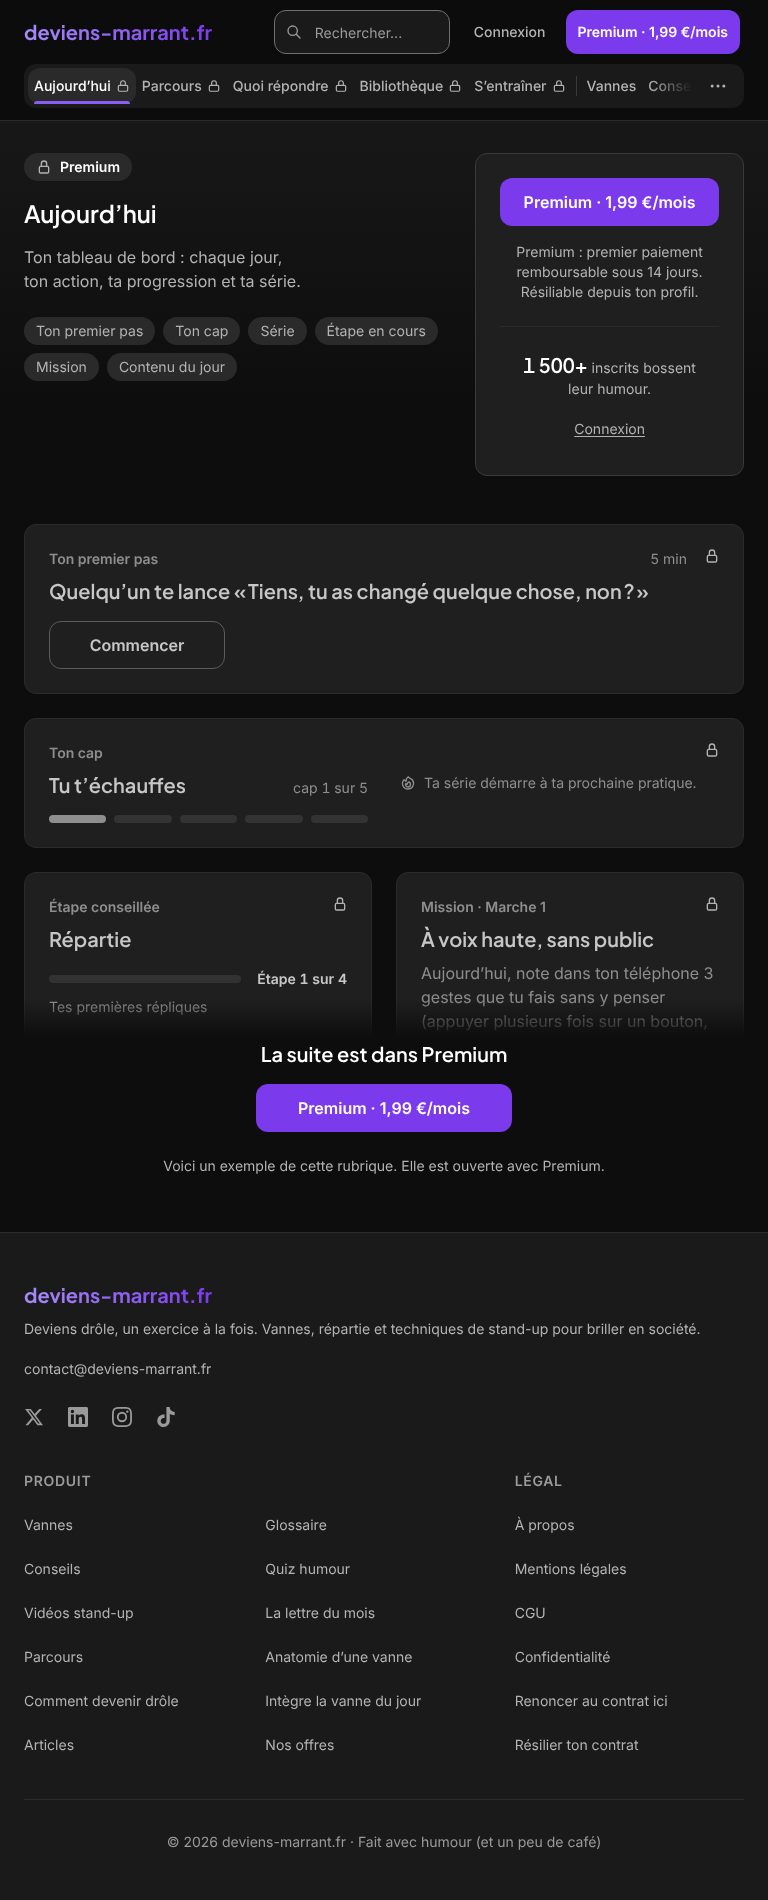 deviens-marrant.fr
Rechercher...
Connexion
Premium · 1,99 €/mois
Aujourd’hui
Parcours
Quoi répondre
Bibliothèque
S’entraîner
Vannes
Conse
Premium
Aujourd’hui
Ton tableau de bord : chaque jour,
ton action, ta progression et ta série.
Ton premier pas
Ton cap
Série
Étape en cours
Mission
Contenu du jour
Premium · 1,99 €/mois
Premium : premier paiement
remboursable sous 14 jours.
Résiliable depuis ton profil.
1 500+ inscrits bossent
leur humour.
Connexion
Ton premier pas
5 min
Quelqu’un te lance « Tiens, tu as changé quelque chose, non ? »
Commencer
Ton cap
Tu t’échauffes
cap 1 sur 5
Ta série démarre à ta prochaine pratique.
Étape conseillée
Répartie
Étape 1 sur 4
Tes premières répliques
Mission · Marche 1
À voix haute, sans public
Aujourd’hui, note dans ton téléphone 3
gestes que tu fais sans y penser
(appuyer plusieurs fois sur un bouton,
La suite est dans Premium
Premium · 1,99 €/mois
Voici un exemple de cette rubrique. Elle est ouverte avec Premium.
deviens-marrant.fr
Deviens drôle, un exercice à la fois. Vannes, répartie et techniques de stand-up pour briller en société.
contact@deviens-marrant.fr
PRODUIT
Vannes
Conseils
Vidéos stand-up
Parcours
Comment devenir drôle
Articles
Glossaire
Quiz humour
La lettre du mois
Anatomie d’une vanne
Intègre la vanne du jour
Nos offres
LÉGAL
À propos
Mentions légales
CGU
Confidentialité
Renoncer au contrat ici
Résilier ton contrat
© 2026 deviens-marrant.fr · Fait avec humour (et un peu de café)